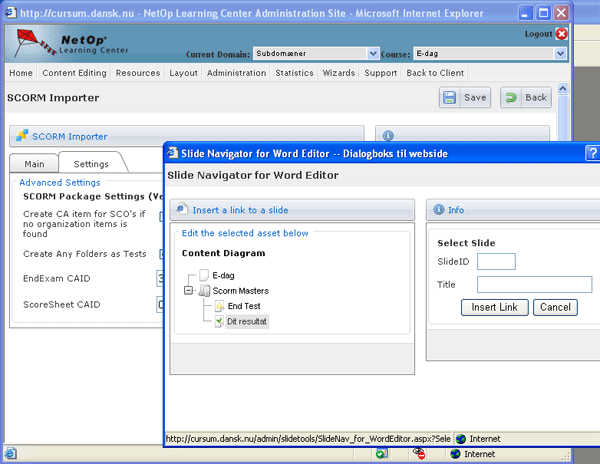 http://cursum.dansk.nu - NetOp Learning Center Administration Site - Microsoft Internet Explorer
NetOp
Learning Center
Logout
Current Domain: Subdomæner Course: E-dag
Home Content Editing Resources Layout Administration Statistics Wizards Support Back to Client
SCORM Importer
Save Back
SCORM Importer
Main Settings
Advanced Settings
SCORM Package Settings (Ve
Create CA item for SCO's if
no organization items is
found
Create Any Folders as Tests
EndExam CAID
ScoreSheet CAID
Slide Navigator for Word Editor -- Dialogboks til webside
Slide Navigator for Word Editor
Insert a link to a slide
Edit the selected asset below
Content Diagram
E-dag
Scorm Masters
End Test
Dit resultat
Info
Select Slide
SlideID
Title
Insert Link Cancel
http://cursum.dansk.nu/admin/slidetools/SlideNav_for_WordEditor.aspx?Sele Internet
Internet